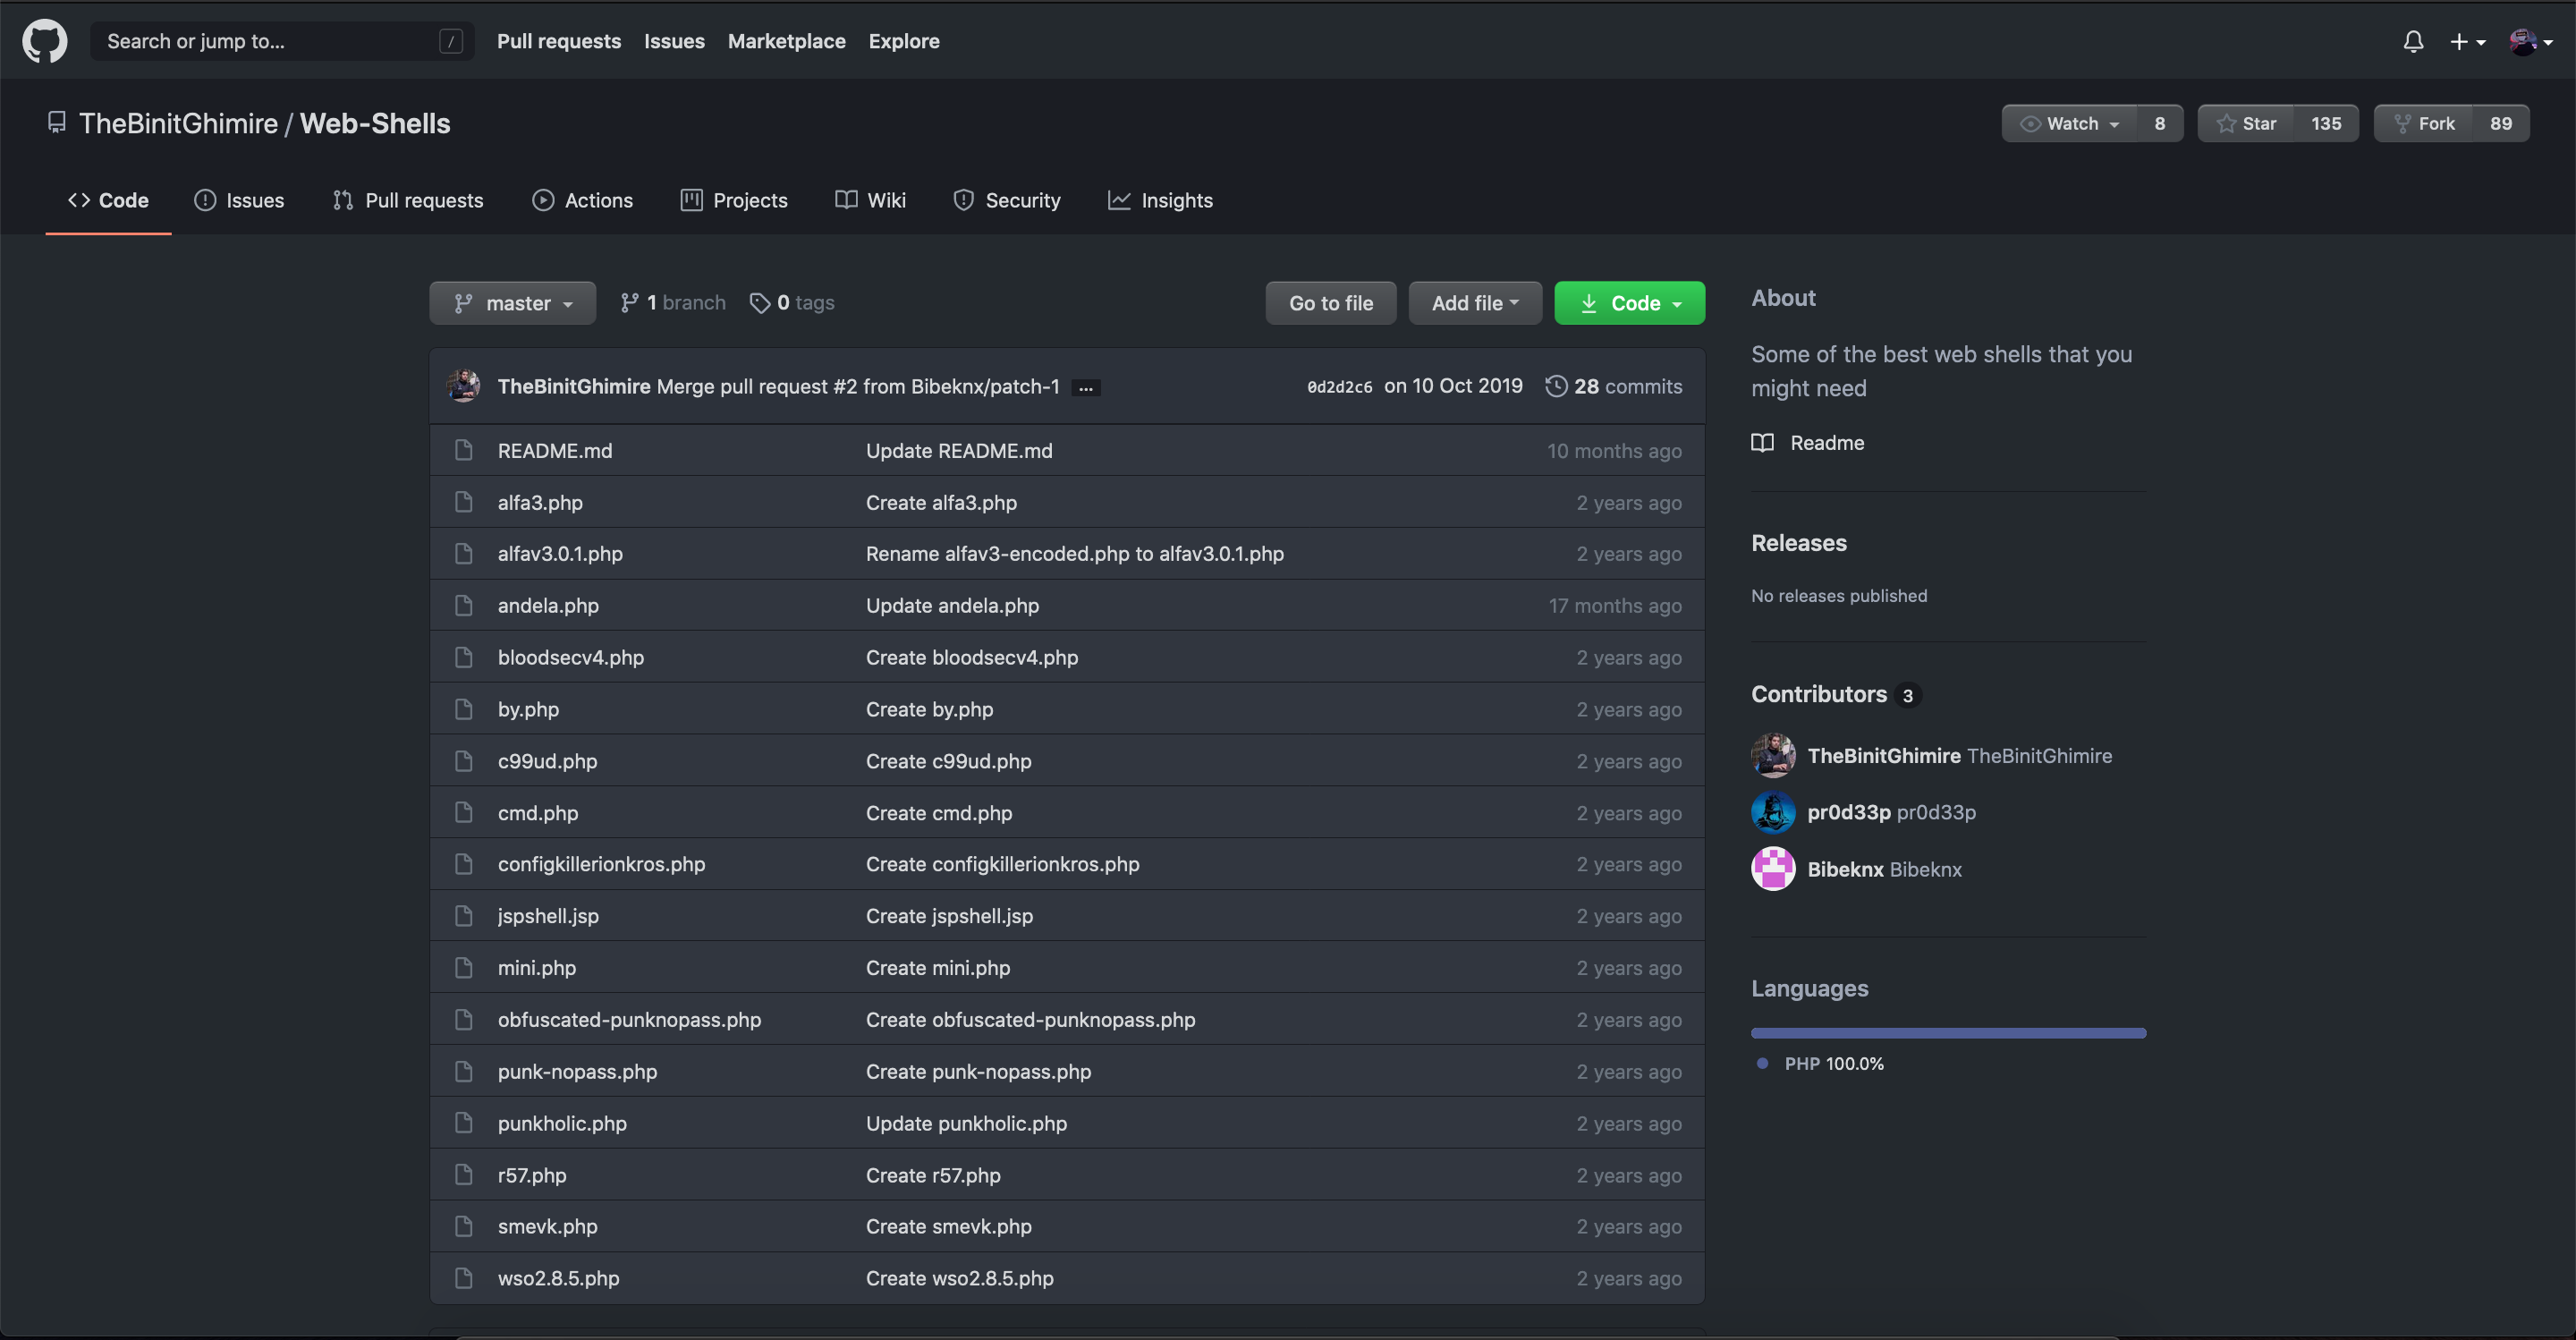 Search or jump to... /
Pull requests Issues Marketplace Explore
TheBinitGhimire / Web-Shells
Watch 8 Star 135 Fork 89
Code Issues Pull requests Actions Projects Wiki Security Insights
master 1 branch 0 tags Go to file Add file Code
TheBinitGhimire Merge pull request #2 from Bibeknx/patch-1 ... 0d2d2c6 on 10 Oct 2019 28 commits
README.md Update README.md 10 months ago
alfa3.php Create alfa3.php 2 years ago
alfav3.0.1.php Rename alfav3-encoded.php to alfav3.0.1.php 2 years ago
andela.php Update andela.php 17 months ago
bloodsecv4.php Create bloodsecv4.php 2 years ago
by.php Create by.php 2 years ago
c99ud.php Create c99ud.php 2 years ago
cmd.php Create cmd.php 2 years ago
configkillerionkros.php Create configkillerionkros.php 2 years ago
jspshell.jsp Create jspshell.jsp 2 years ago
mini.php Create mini.php 2 years ago
obfuscated-punknopass.php Create obfuscated-punknopass.php 2 years ago
punk-nopass.php Create punk-nopass.php 2 years ago
punkholic.php Update punkholic.php 2 years ago
r57.php Create r57.php 2 years ago
smevk.php Create smevk.php 2 years ago
wso2.8.5.php Create wso2.8.5.php 2 years ago
About
Some of the best web shells that you
might need
Readme
Releases
No releases published
Contributors 3
TheBinitGhimire TheBinitGhimire
pr0d33p pr0d33p
Bibeknx Bibeknx
Languages
PHP 100.0%